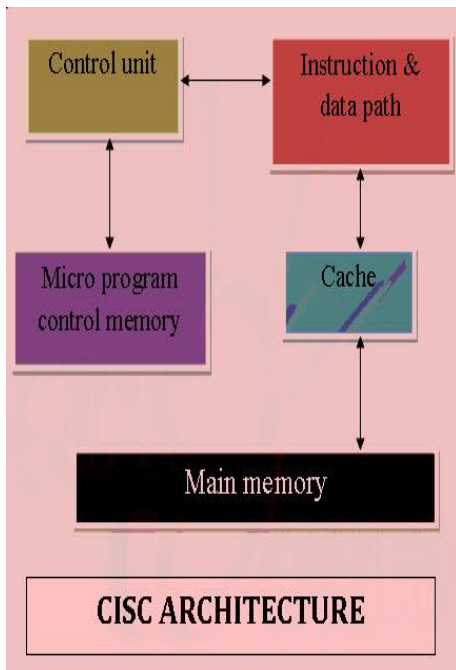 Control unit
Instruction &
data path
Micro program
control memory
Cache
Main memory
CISC ARCHITECTURE